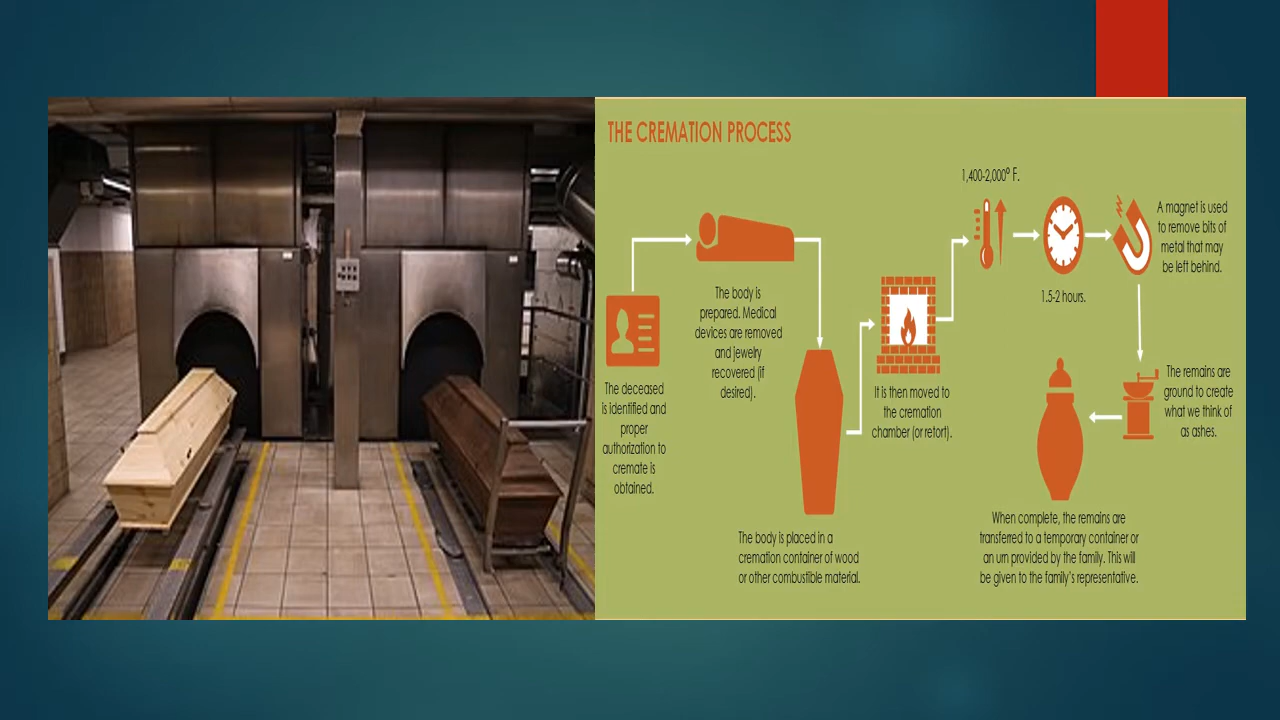 THE CREMATION PROCESS
The deceased
is identified and
proper
authorization to
cremate is
obtained.
The body is
prepared. Medical
devices are removed
and jewelry
recovered (if
desired).
The body is placed in a
cremation container of wood
or other combustible material.
It is then moved to
the cremation
chamber (or retort).
1,400-2,000º F.
1.5-2 hours.
A magnet is used
to remove bits of
metal that may
be left behind.
The remains are
ground to create
what we think of
as ashes.
When complete, the remains are
transferred to a temporary container or
an urn provided by the family. This will
be given to the family's representative.